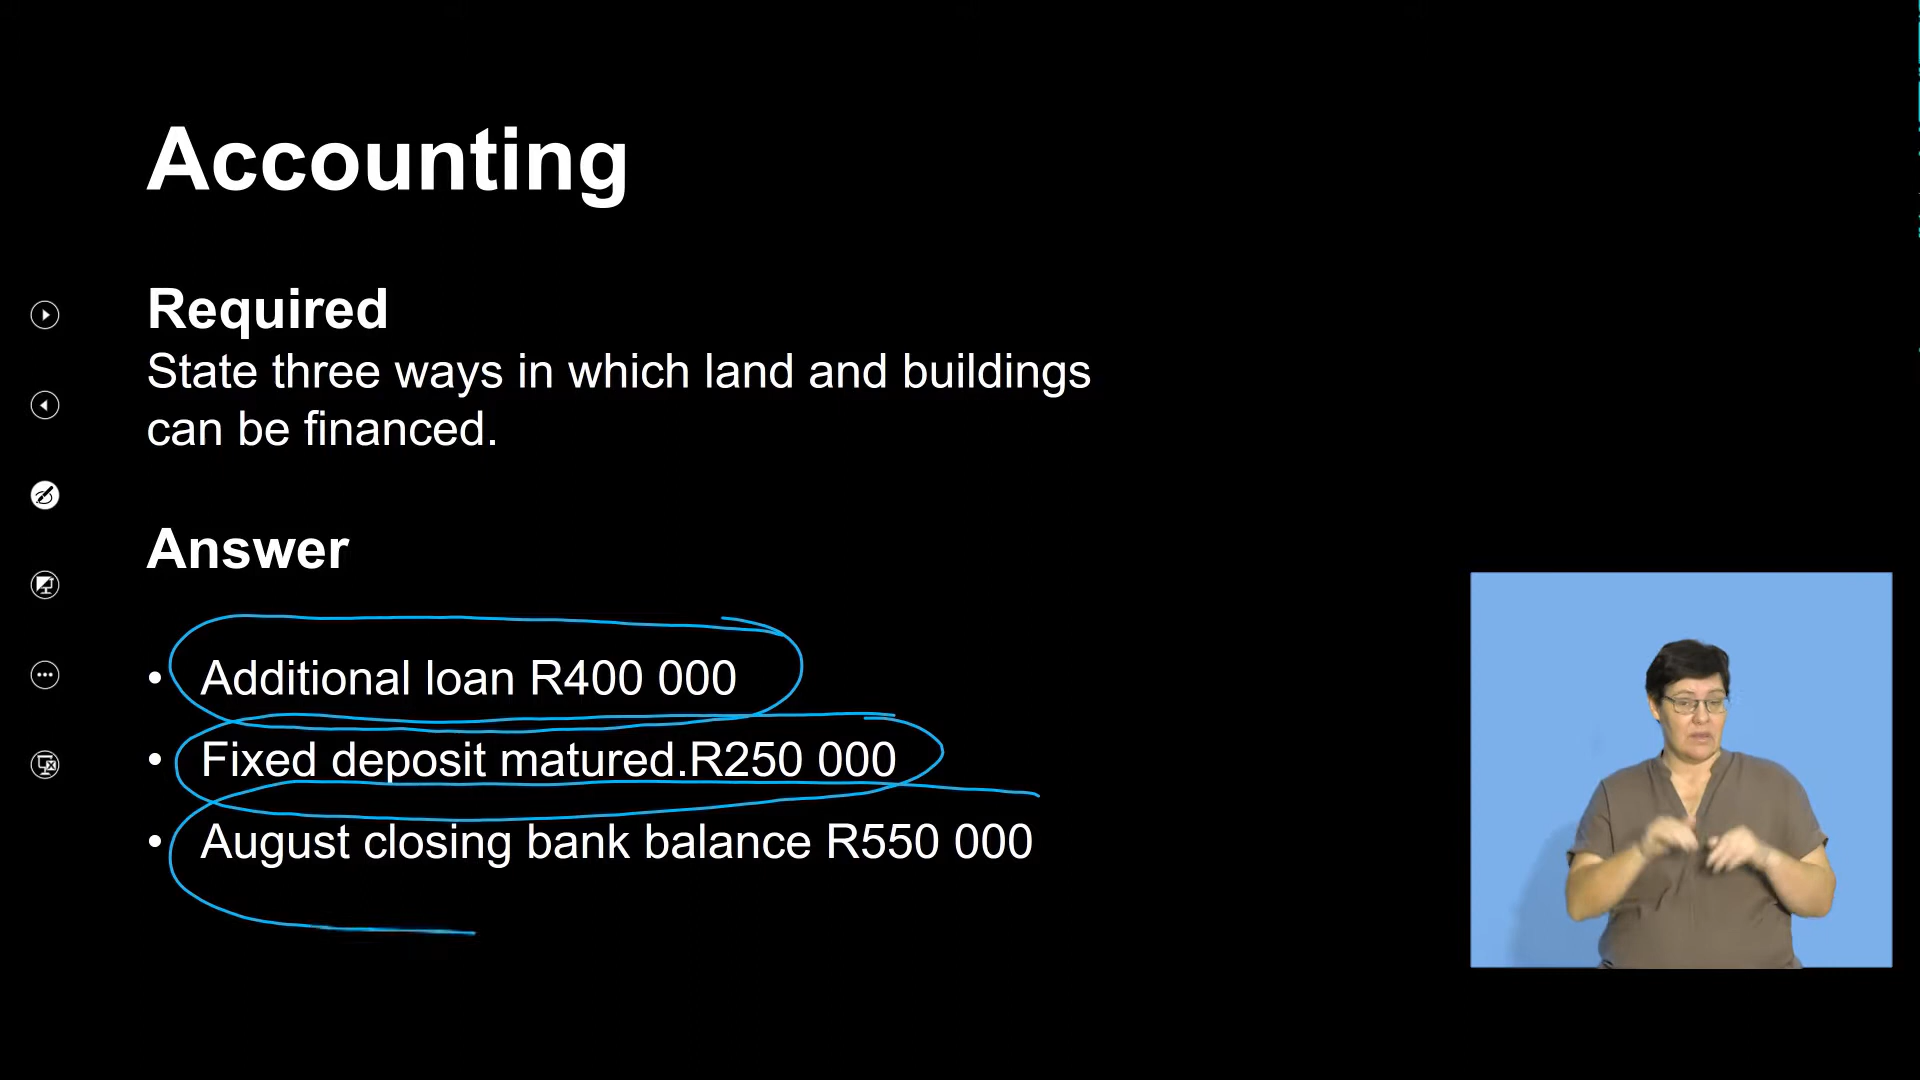 Accounting
Required
State three ways in which land and buildings
can be financed.
Answer
• Additional loan R400 000
• Fixed deposit matured.R250 000
• August closing bank balance R550 000